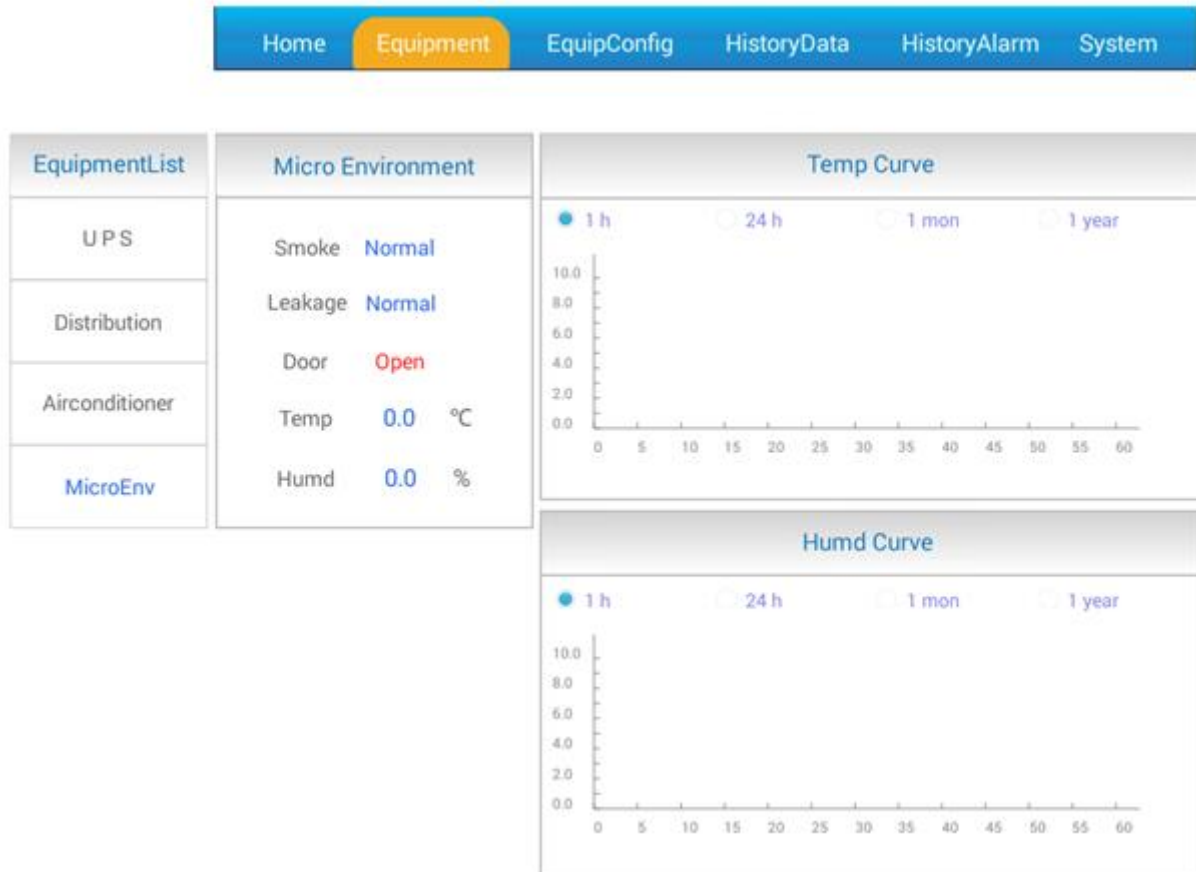 Home Equipment EquipConfig HistoryData HistoryAlarm System
EquipmentList
UPS
Distribution
Airconditioner
MicroEnv
Micro Environment
Smoke Normal
Leakage Normal
Door Open
Temp 0.0 °C
Humd 0.0 %
Temp Curve
1 h 24 h 1 mon 1 year
10.0
8.0
6.0
4.0
2.0
0.0
0 5 10 15 20 25 30 35 40 45 50 55 60
Humd Curve
1 h 24 h 1 mon 1 year
10.0
8.0
6.0
4.0
2.0
0.0
0 5 10 15 20 25 30 35 40 45 50 55 60